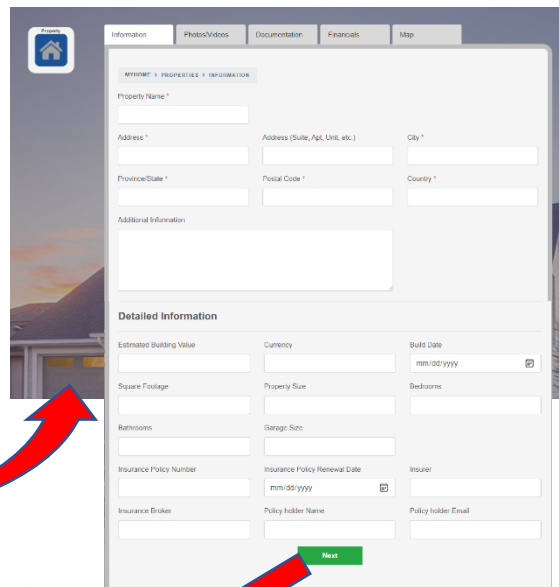 Property
Information Photos/Videos Documentation Financials Map
MYHOME PROPERTIES INFORMATION
Property Name *
Address * Address (Suite, Apt, Unit, etc.) City *
Province/State * Postal Code * Country *
Additional Information
Detailed Information
Estimated Building Value Currency Build Date
mm/dd/yyyy
Square Footage Property Size Bedrooms
Bathrooms Garage Size
Insurance Policy Number Insurance Policy Renewal Date Insurer
mm/dd/yyyy
Insurance Broker Policy holder Name Policy holder Email
Next